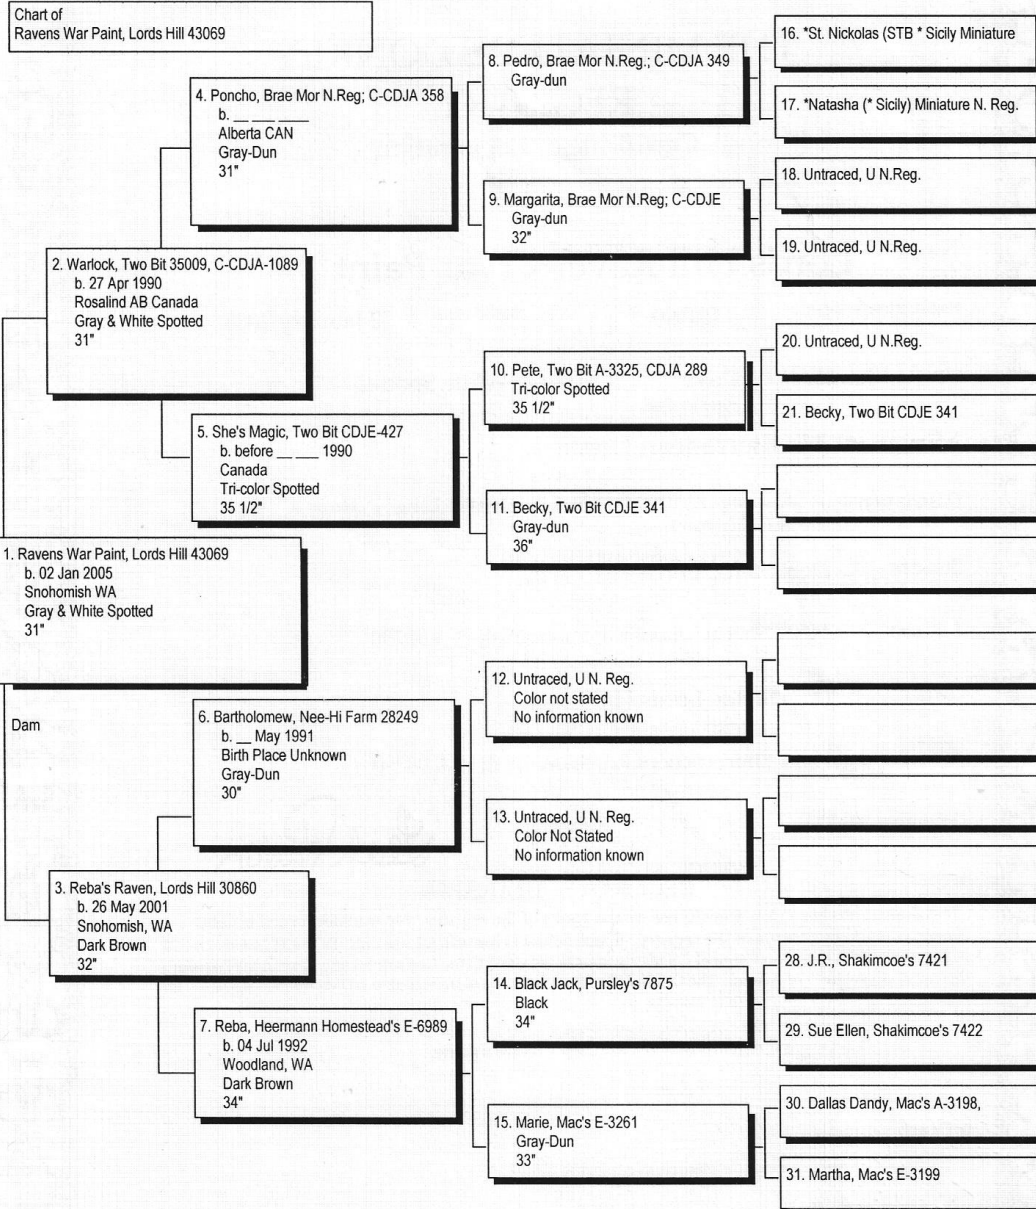 Chart of
Ravens War Paint, Lords Hill 43069
1. Ravens War Paint, Lords Hill 43069
b. 02 Jan 2005
Snohomish WA
Gray & White Spotted
31"
Dam
2. Warlock, Two Bit 35009, C-CDJA-1089
b. 27 Apr 1990
Rosalind AB Canada
Gray & White Spotted
31"
3. Reba's Raven, Lords Hill 30860
b. 26 May 2001
Snohomish, WA
Dark Brown
32"
4. Poncho, Brae Mor N.Reg; C-CDJA 358
b. __ ___ ____
Alberta CAN
Gray-Dun
31"
5. She's Magic, Two Bit CDJE-427
b. before __ ___ 1990
Canada
Tri-color Spotted
35 1/2"
6. Bartholomew, Nee-Hi Farm 28249
b. __ May 1991
Birth Place Unknown
Gray-Dun
30"
7. Reba, Heermann Homestead's E-6989
b. 04 Jul 1992
Woodland, WA
Dark Brown
34"
8. Pedro, Brae Mor N.Reg.; C-CDJA 349
Gray-dun
9. Margarita, Brae Mor N.Reg; C-CDJE
Gray-dun
32"
10. Pete, Two Bit A-3325, CDJA 289
Tri-color Spotted
35 1/2"
11. Becky, Two Bit CDJE 341
Gray-dun
36"
12. Untraced, U N. Reg.
Color not stated
No information known
13. Untraced, U N. Reg.
Color Not Stated
No information known
14. Black Jack, Pursley's 7875
Black
34"
15. Marie, Mac's E-3261
Gray-Dun
33"
16. *St. Nickolas (STB * Sicily Miniature
17. *Natasha (* Sicily) Miniature N. Reg.
18. Untraced, U N.Reg.
19. Untraced, U N.Reg.
20. Untraced, U N.Reg.
21. Becky, Two Bit CDJE 341
28. J.R., Shakimcoe's 7421
29. Sue Ellen, Shakimcoe's 7422
30. Dallas Dandy, Mac's A-3198,
31. Martha, Mac's E-3199